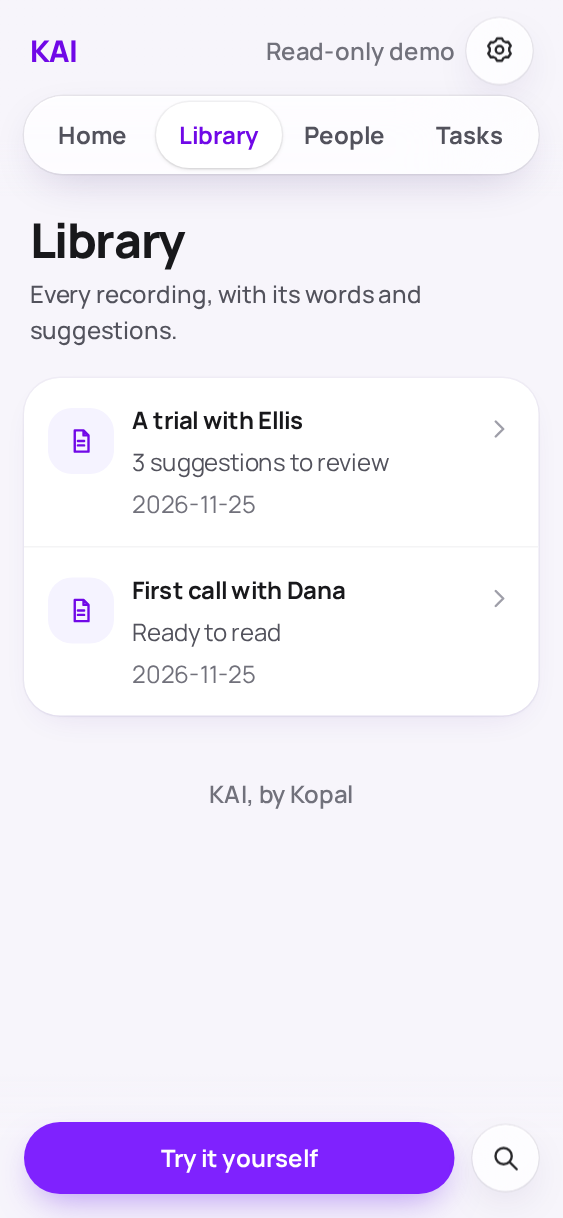 KAI
Read-only demo
Home
Library
People
Tasks
Library
Every recording, with its words and
suggestions.
A trial with Ellis
3 suggestions to review
2026-11-25
First call with Dana
Ready to read
2026-11-25
KAI, by Kopal
Try it yourself